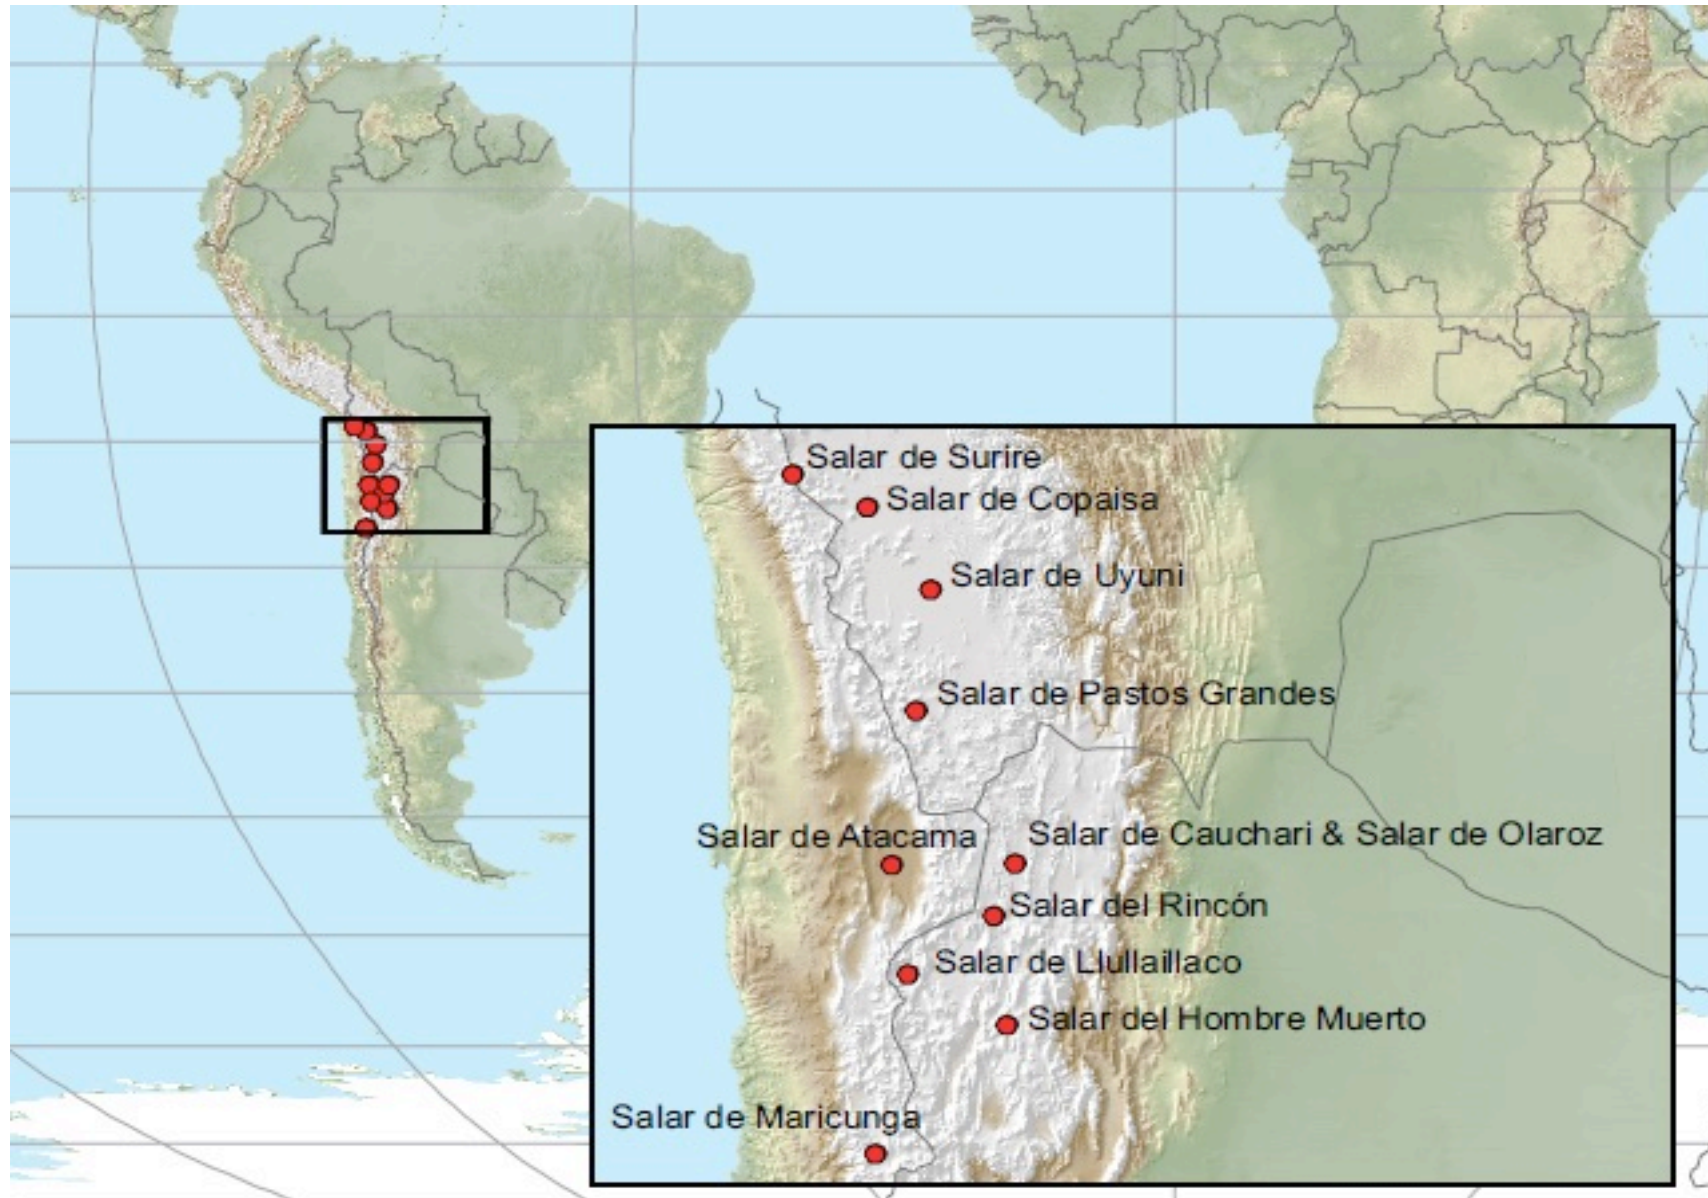 Salar de Surire
Salar de Copaisa
Salar de Uyuni
Salar de Pastos Grandes
Salar de Atacama
Salar de Cauchari & Salar de Olaroz
Salar del Rincón
Salar de Llullaillaco
Salar del Hombre Muerto
Salar de Maricunga